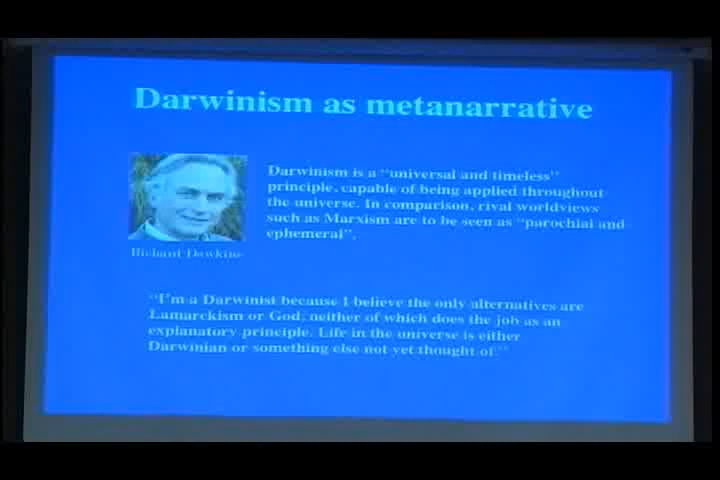 Darwinism as metanarrative
Darwinism is a "universal and timeless"
principle, capable of being applied throughout
the universe. In comparison, rival worldviews
such as Marxism are to be seen as "parochial and
ephemeral".
Richard Dawkins
"I'm a Darwinist because I believe the only alternatives are
Lamarckism or God, neither of which does the job as an
explanatory principle. Life in the universe is either
Darwinian or something else not yet thought of"